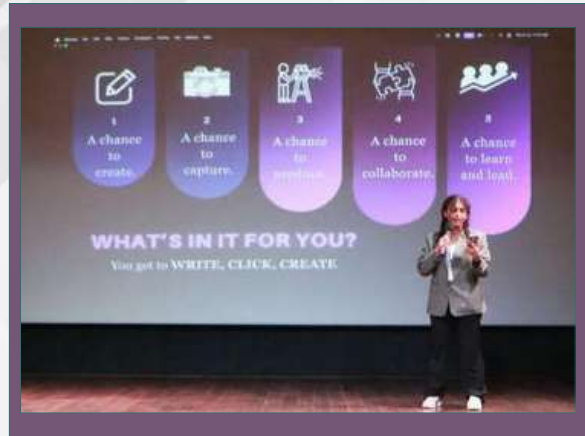 1
A chance
to
create.
2
A chance
to
capture.
3
A chance
to
produce.
4
A chance
to
collaborate.
5
A chance
to learn
and lead.
WHAT'S IN IT FOR YOU?
You get to WRITE, CLICK, CREATE